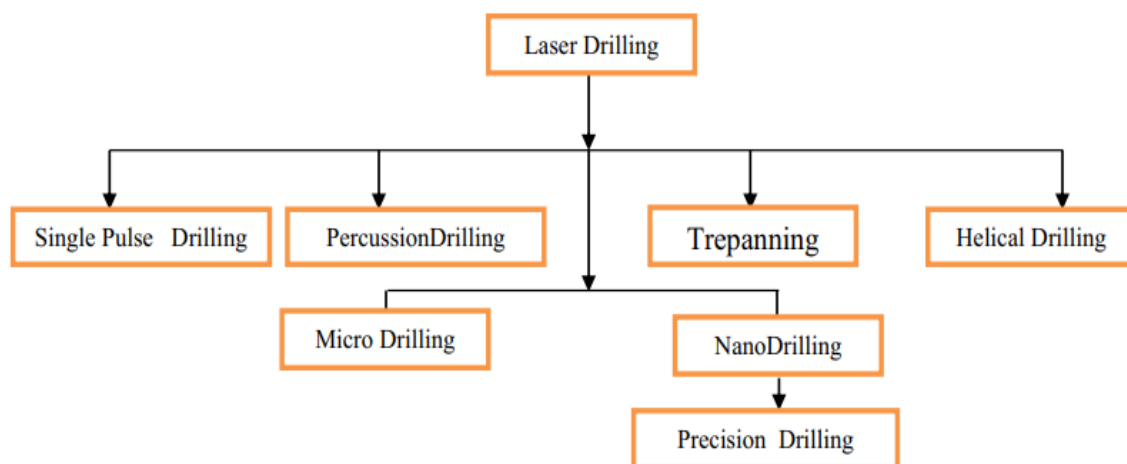 Laser Drilling
Single Pulse Drilling
PercussionDrilling
Trepanning
Helical Drilling
Micro Drilling
NanoDrilling
Precision Drilling